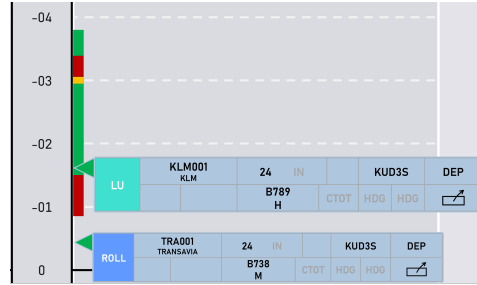 -04
-03
-02
-01
0
LU KLM001 KLM 24 IN KUD3S DEP
B789 H CTOT HDG HDG
ROLL TRA001 TRANSAVIA 24 IN KUD3S DEP
B738 M CTOT HDG HDG